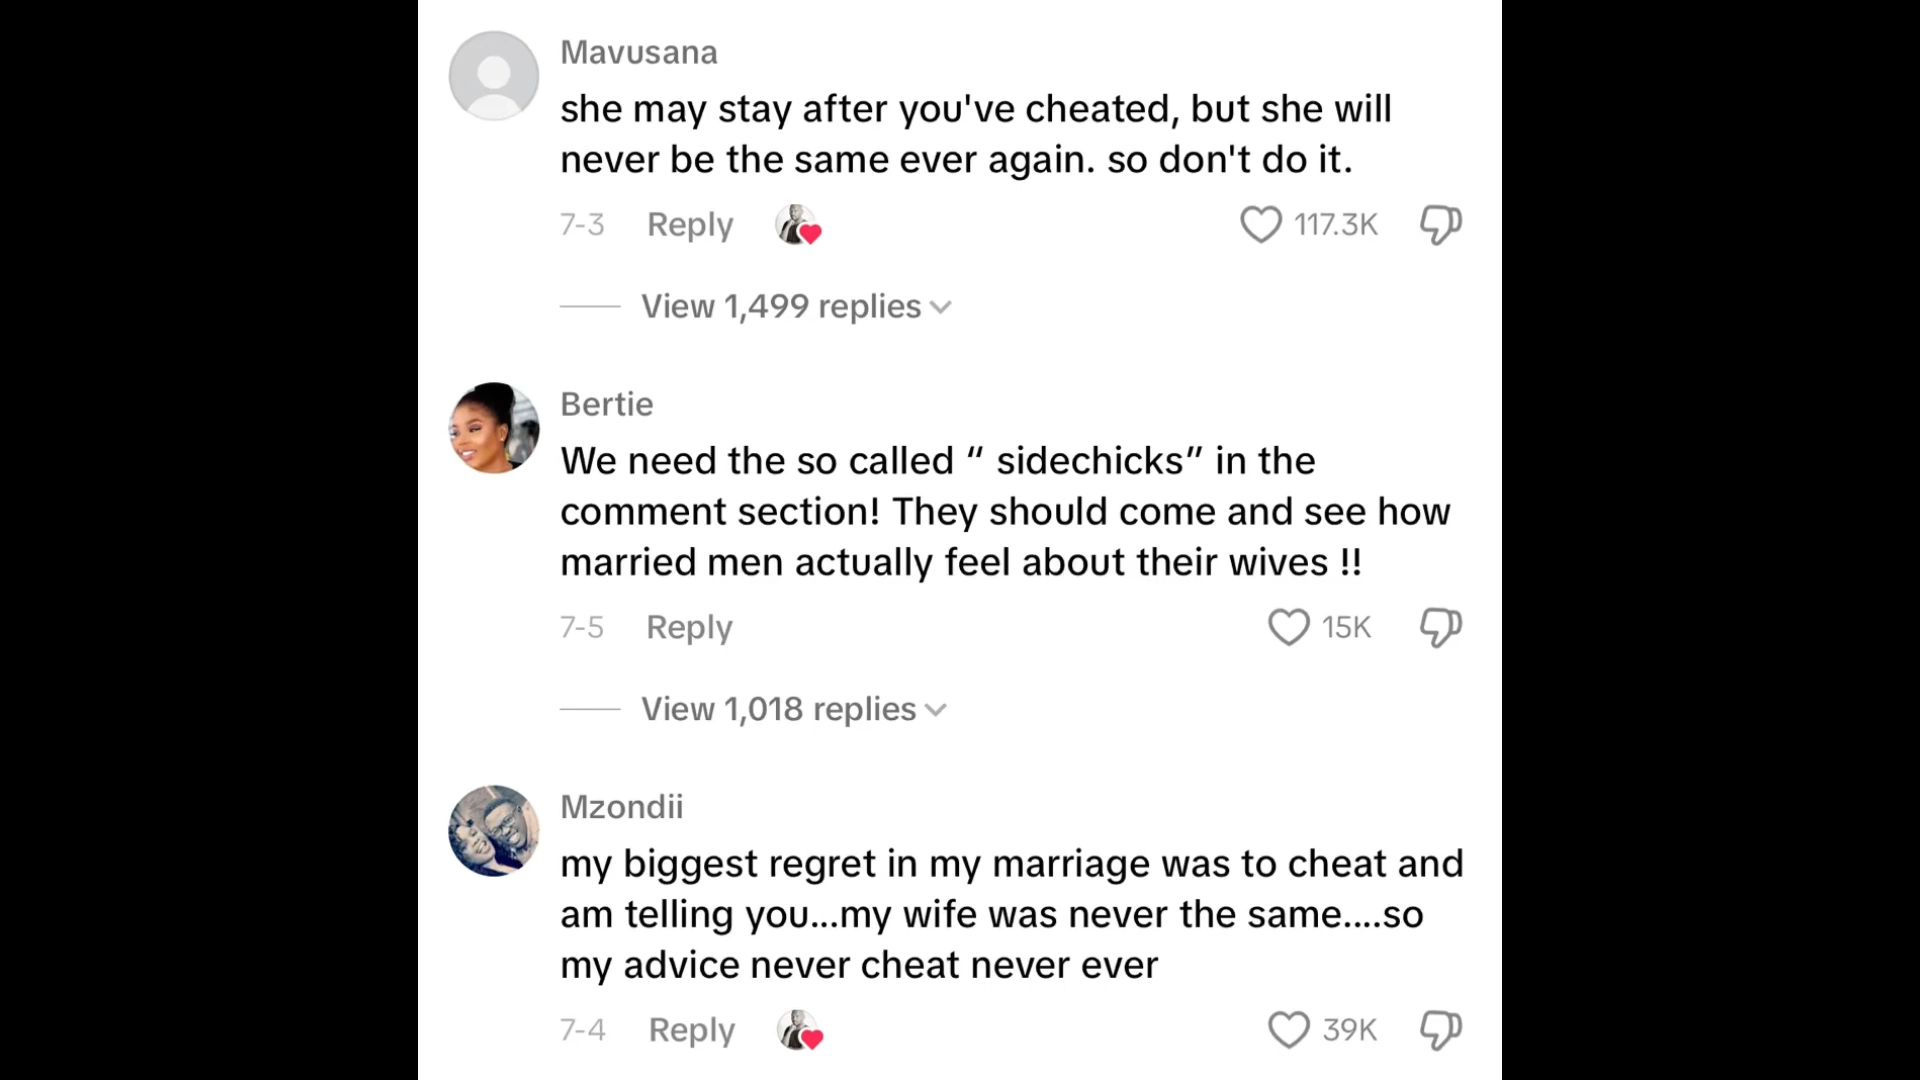 Mavusana
she may stay after you've cheated, but she will
never be the same ever again. so don't do it.
7-3 Reply 117.3K
View 1,499 replies
Bertie
We need the so called “ sidechicks” in the
comment section! They should come and see how
married men actually feel about their wives !!
7-5 Reply 15K
View 1,018 replies
Mzondii
my biggest regret in my marriage was to cheat and
am telling you...my wife was never the same....so
my advice never cheat never ever
7-4 Reply 39K